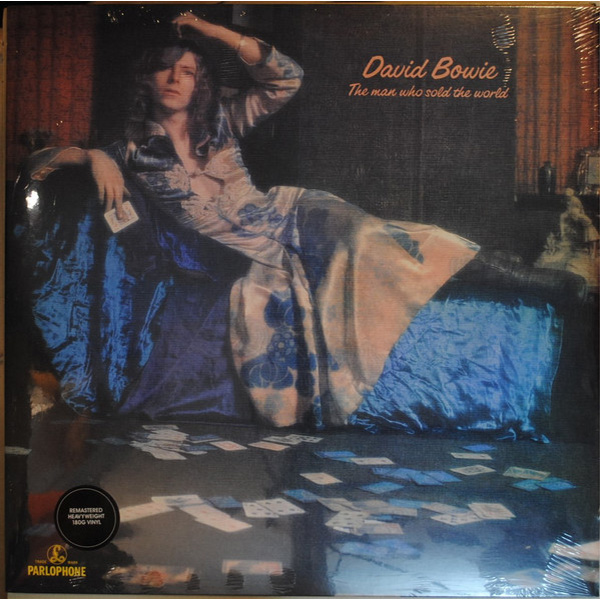 David Bowie
The man who sold the world
REMASTERED
HEAVYWEIGHT
180G VINYL
PARLOPHONE